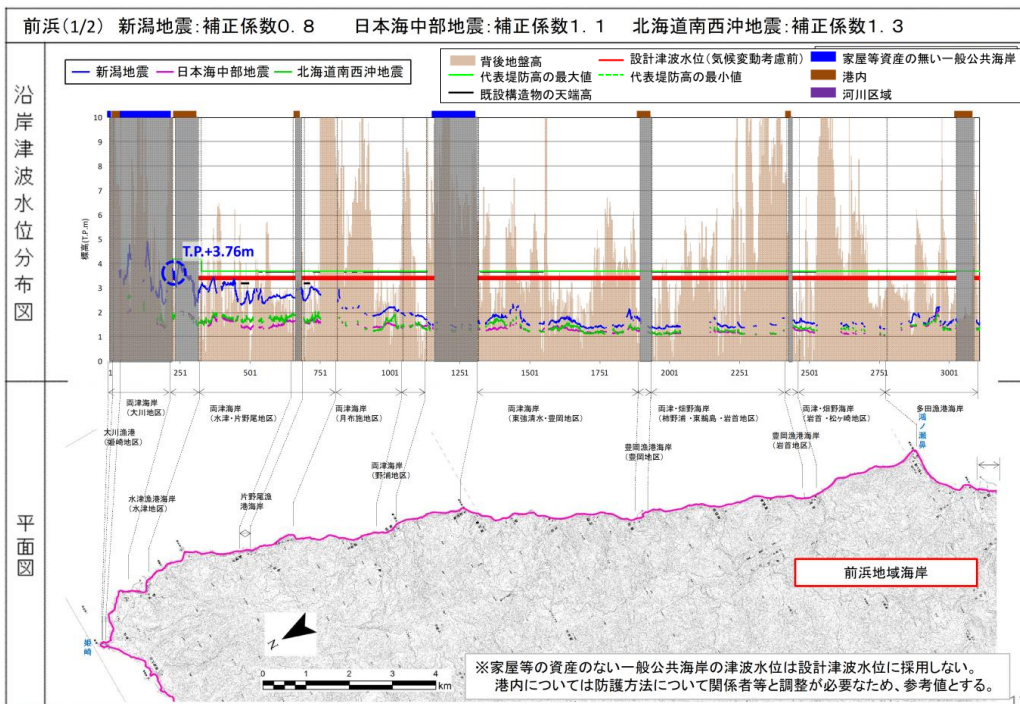 前浜(1/2) 新潟地震:補正係数0.8 日本海中部地震:補正係数1.1 北海道南西沖地震:補正係数1.3
沿岸津波水位分布図
新潟地震 日本海中部地震 北海道南西沖地震
背後地盤高 設計津波水位(気候変動考慮前) 家屋等資産の無い一般公共海岸
代表堤防高の最大値 代表堤防高の最小値 港内
既設構造物の天端高 河川区域
標高(T.P.m)
10
9
8
7
6
5
4
3
2
1
0
T.P.+3.76m
1 251 501 751 1001 1251 1501 1751 2001 2251 2501 2751 3001
両津海岸
(大川地区)
両津海岸
(水津・片野尾地区)
両津海岸
(月布施地区)
両津海岸
(東強清水・豊岡地区)
両津・畑野海岸
(柿野浦・東鵜島・岩首地区)
両津・畑野海岸
(岩首・松ヶ崎地区)
多田漁港海岸
大川漁港
(姫崎地区)
水津漁港海岸
(水津地区)
片野尾漁
港海岸
両津海岸
(野浦地区)
豊岡漁港海岸
(豊岡地区)
豊岡漁港海岸
(岩首地区)
鴻ノ瀬鼻
平面図
姫崎
前浜地域海岸
N
0 1 2 3 4
km
※家屋等の資産のない一般公共海岸の津波水位は設計津波水位に採用しない。
港内については防護方法について関係者等と調整が必要なため、参考値とする。